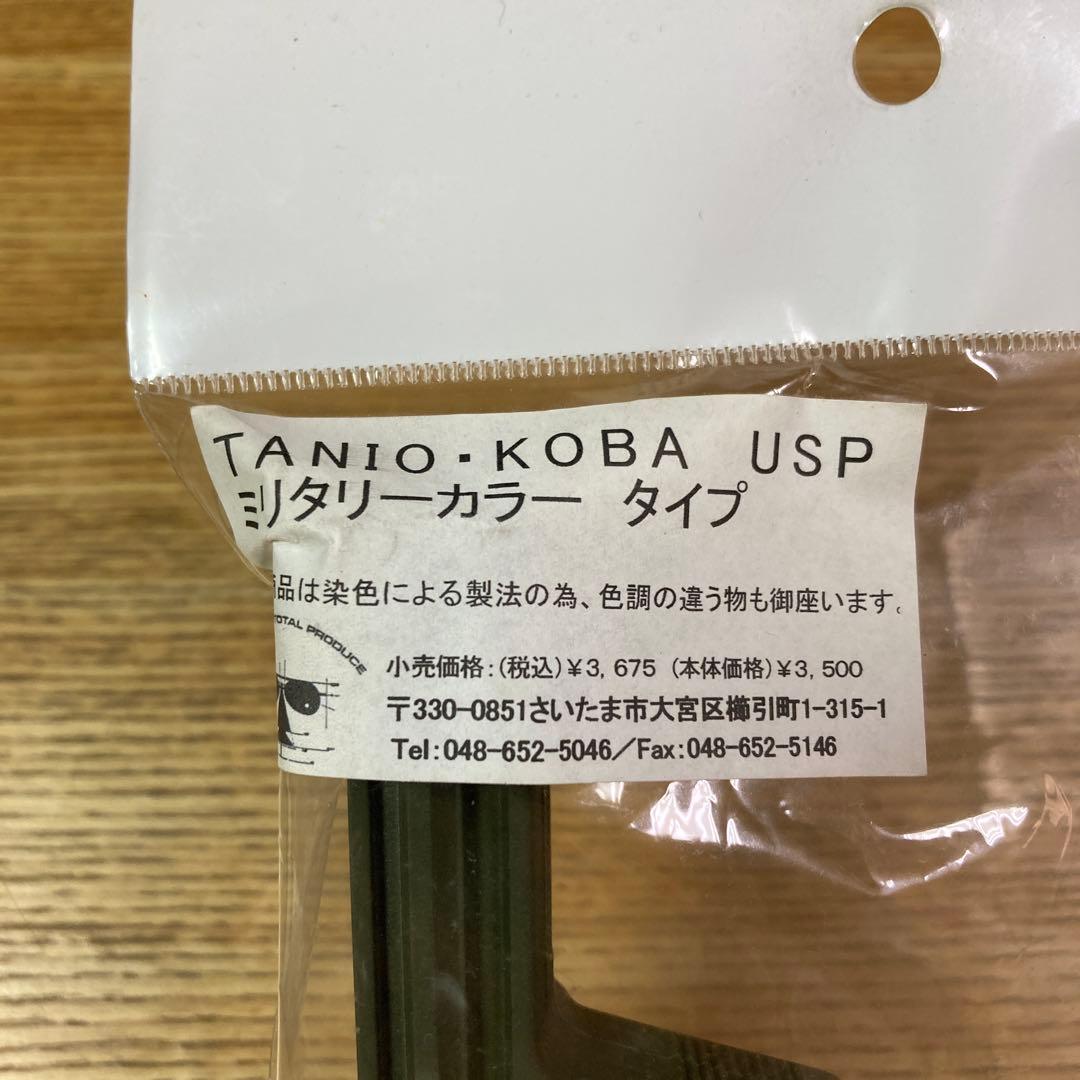 TANIO・KOBA USP
ミリタリーカラー タイプ
商品は染色による製法の為、色調の違う物も御座います。
TOTAL PRODUCE
小売価格:(税込)¥3,675 (本体価格)¥3,500
〒330-0851さいたま市大宮区櫛引町1-315-1
Tel:048-652-5046/Fax:048-652-5146